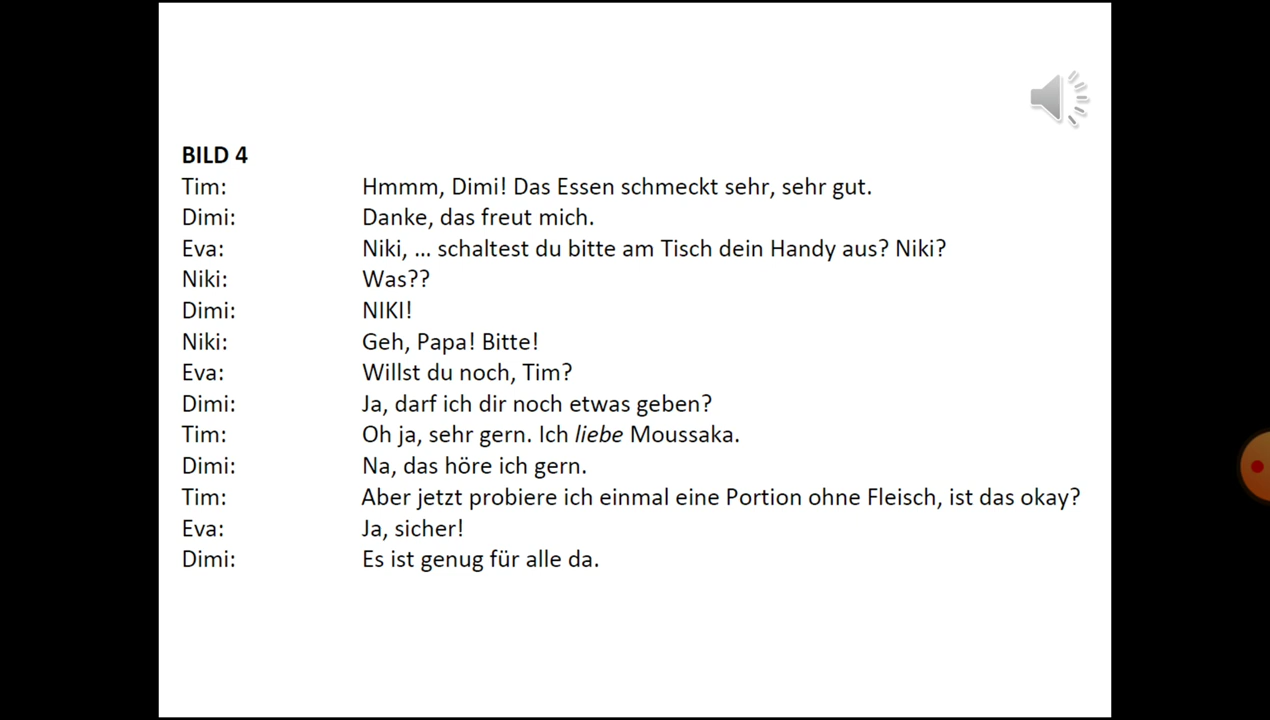 BILD 4
Tim: Hmmm, Dimi! Das Essen schmeckt sehr, sehr gut.
Dimi: Danke, das freut mich.
Eva: Niki, ... schaltest du bitte am Tisch dein Handy aus? Niki?
Niki: Was??
Dimi: NIKI!
Niki: Geh, Papa! Bitte!
Eva: Willst du noch, Tim?
Dimi: Ja, darf ich dir noch etwas geben?
Tim: Oh ja, sehr gern. Ich liebe Moussaka.
Dimi: Na, das höre ich gern.
Tim: Aber jetzt probiere ich einmal eine Portion ohne Fleisch, ist das okay?
Eva: Ja, sicher!
Dimi: Es ist genug für alle da.